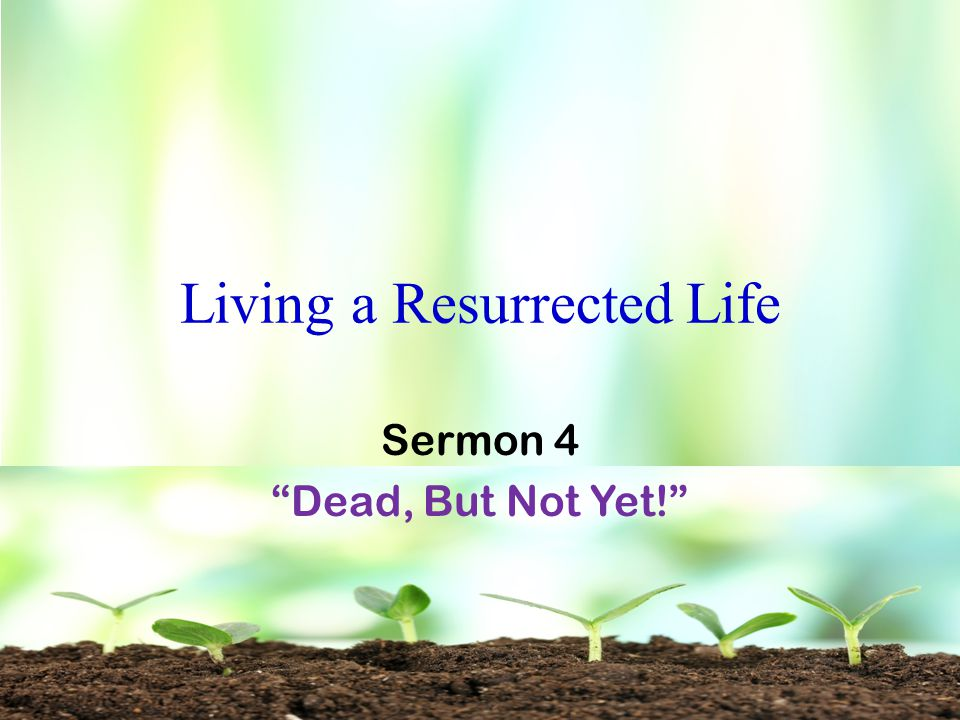 Living a Resurrected Life
Sermon 4
“Dead, But Not Yet!”